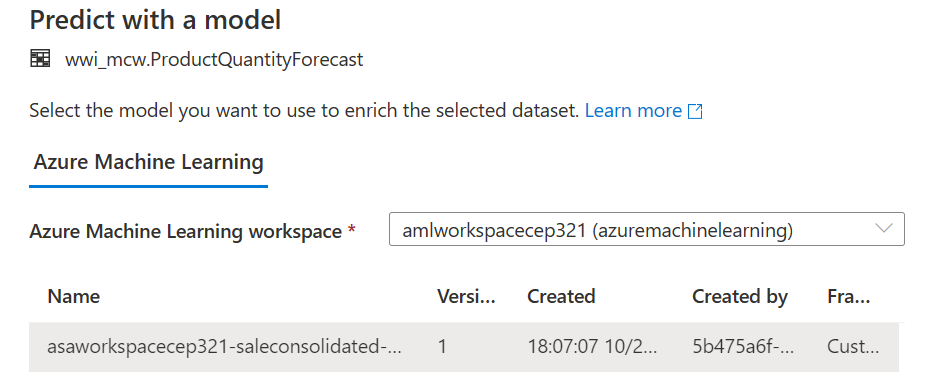 Predict with a model
wwi_mcw.ProductQuantityForecast
Select the model you want to use to enrich the selected dataset. Learn more
Azure Machine Learning
Azure Machine Learning workspace * amlworkspacecep321 (azuremachinelearning)
Name Versi... Created Created by Fra...
asaworkspacecep321-saleconsolidated-... 1 18:07:07 10/2... 5b475a6f-... Cust...